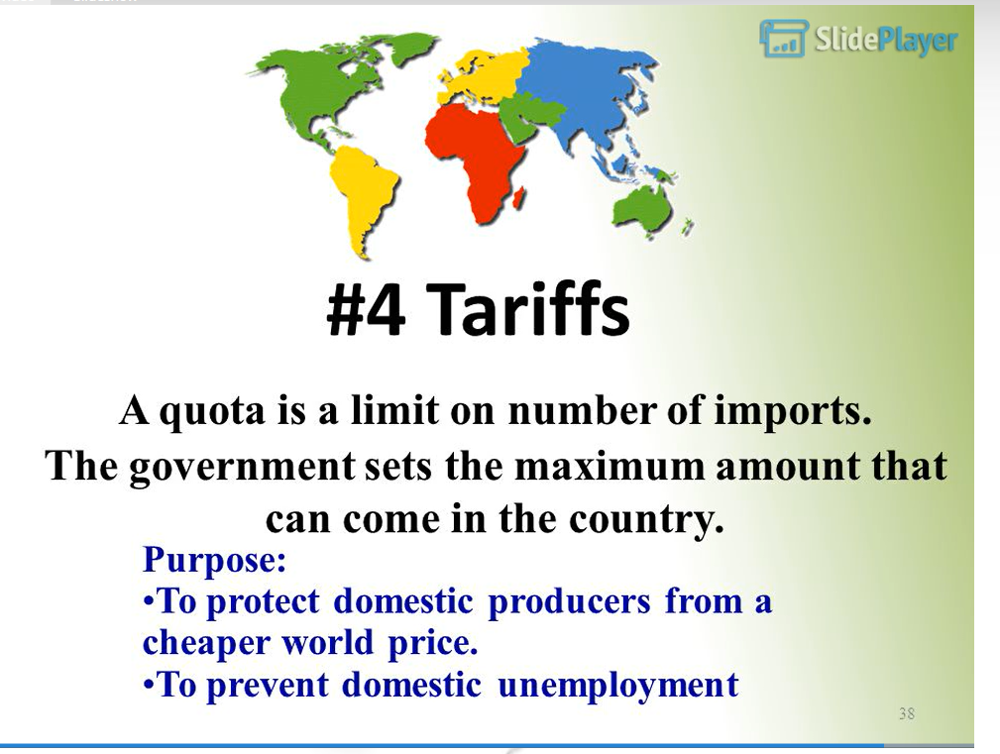 SlidePlayer
#4 Tariffs
A quota is a limit on number of imports.
The government sets the maximum amount that
can come in the country.
Purpose:
•To protect domestic producers from a
cheaper world price.
•To prevent domestic unemployment
38